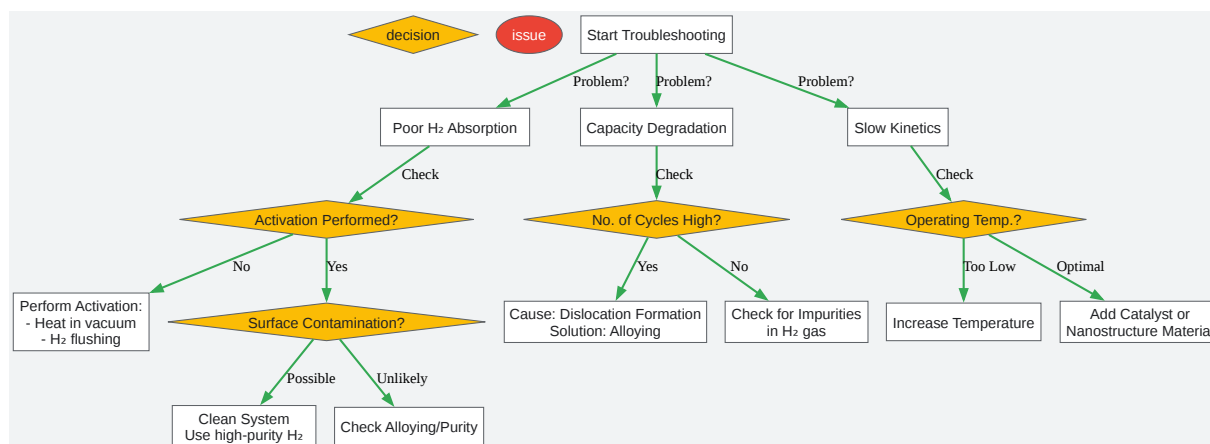 decision
issue
Start Troubleshooting
Problem?
Problem?
Problem?
Poor H₂ Absorption
Capacity Degradation
Slow Kinetics
Check
Check
Check
Activation Performed?
No. of Cycles High?
Operating Temp.?
No
Yes
Yes
No
Too Low
Optimal
Perform Activation:
- Heat in vacuum
- H₂ flushing
Surface Contamination?
Cause: Dislocation Formation
Solution: Alloying
Check for Impurities
in H₂ gas
Increase Temperature
Add Catalyst or
Nanostructure Material
Possible
Unlikely
Clean System
Use high-purity H₂
Check Alloying/Purity